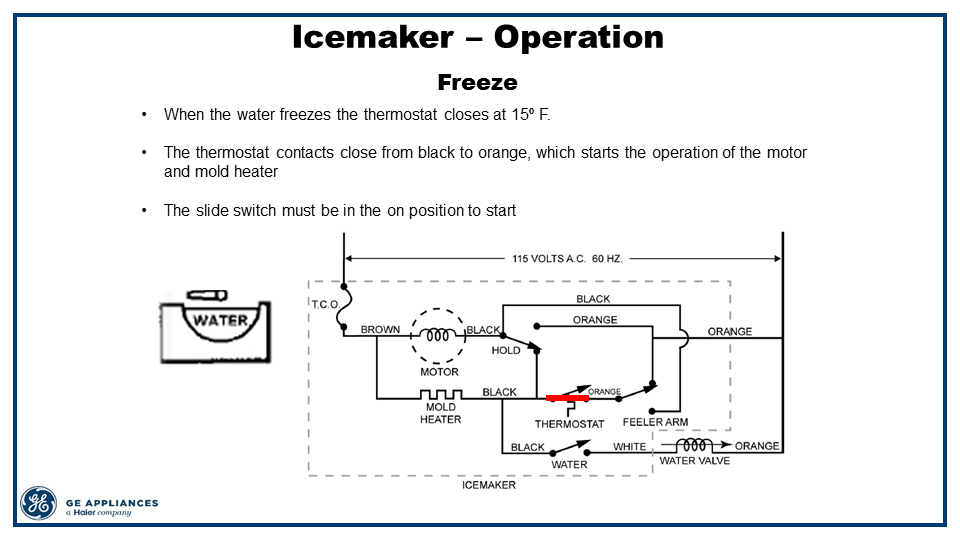 Icemaker – Operation
Freeze
• When the water freezes the thermostat closes at 15º F.
• The thermostat contacts close from black to orange, which starts the operation of the motor
and mold heater
• The slide switch must be in the on position to start
115 VOLTS A.C. 60 HZ.
BLACK
T.C.O.
ORANGE
BROWN
BLACK
ORANGE
HOLD
MOTOR
WATER
BLACK
ORANGE
MOLD
HEATER
THERMOSTAT
FEELER ARM
BLACK
WHITE
ORANGE
WATER
WATER VALVE
ICEMAKER
GE
GE APPLIANCES
a Haier company